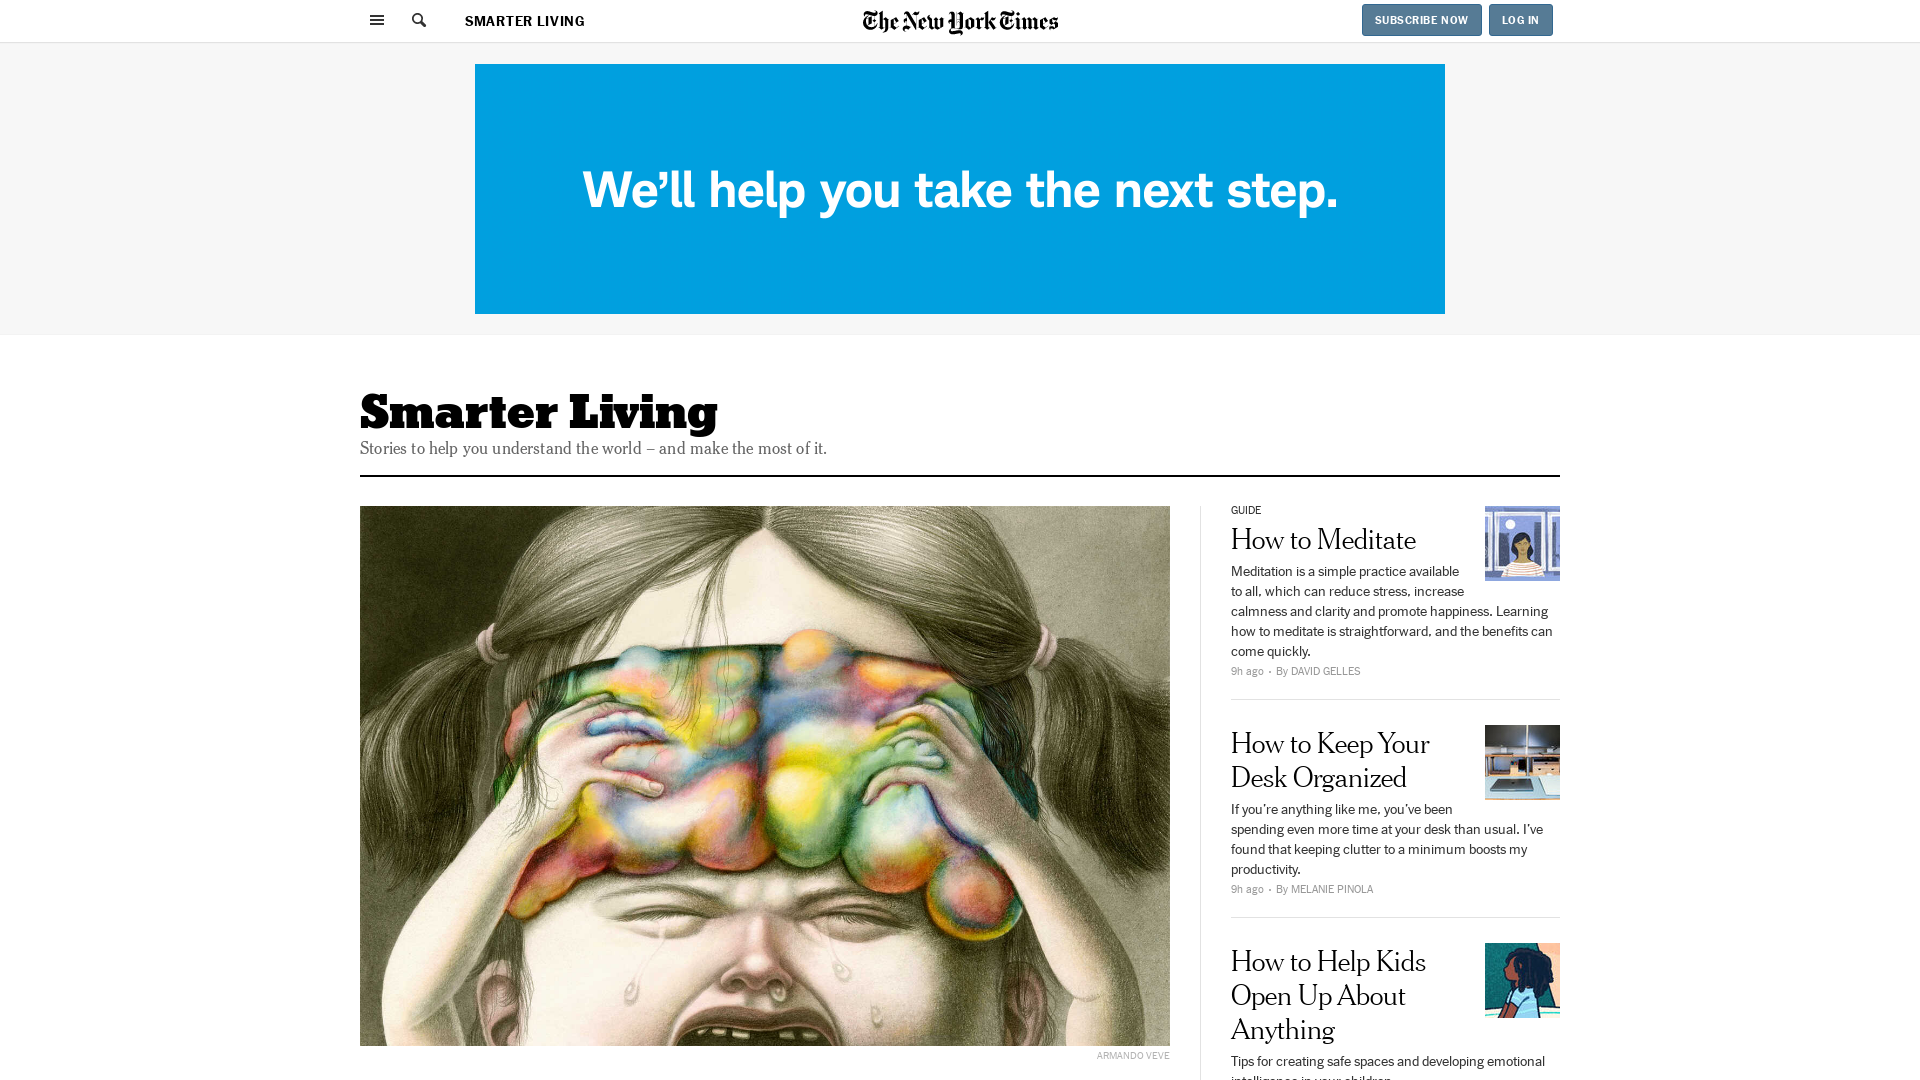 SMARTER LIVING
The New York Times
SUBSCRIBE NOW
LOG IN
We'll help you take the next step.
Smarter Living
Stories to help you understand the world – and make the most of it.
ARMANDO VEVE
GUIDE
How to Meditate
Meditation is a simple practice available
to all, which can reduce stress, increase
calmness and clarity and promote happiness. Learning
how to meditate is straightforward, and the benefits can
come quickly.
9h ago • By DAVID GELLES
How to Keep Your
Desk Organized
If you're anything like me, you've been
spending even more time at your desk than usual. I've
found that keeping clutter to a minimum boosts my
productivity.
9h ago • By MELANIE PINOLA
How to Help Kids
Open Up About
Anything
Tips for creating safe spaces and developing emotional
intelligence in your children.